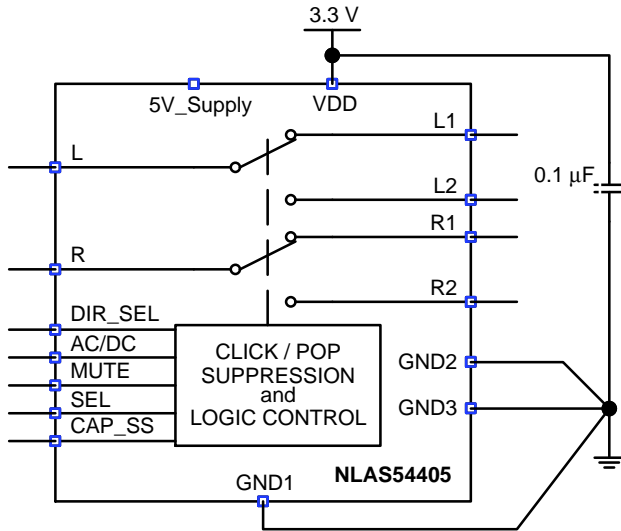 3.3 V
5V_Supply
VDD
L
L1
L2
0.1 µF
R
R1
R2
DIR_SEL
AC/DC
MUTE
SEL
CAP_SS
CLICK / POP
SUPPRESSION
and
LOGIC CONTROL
GND2
GND3
NLAS54405
GND1